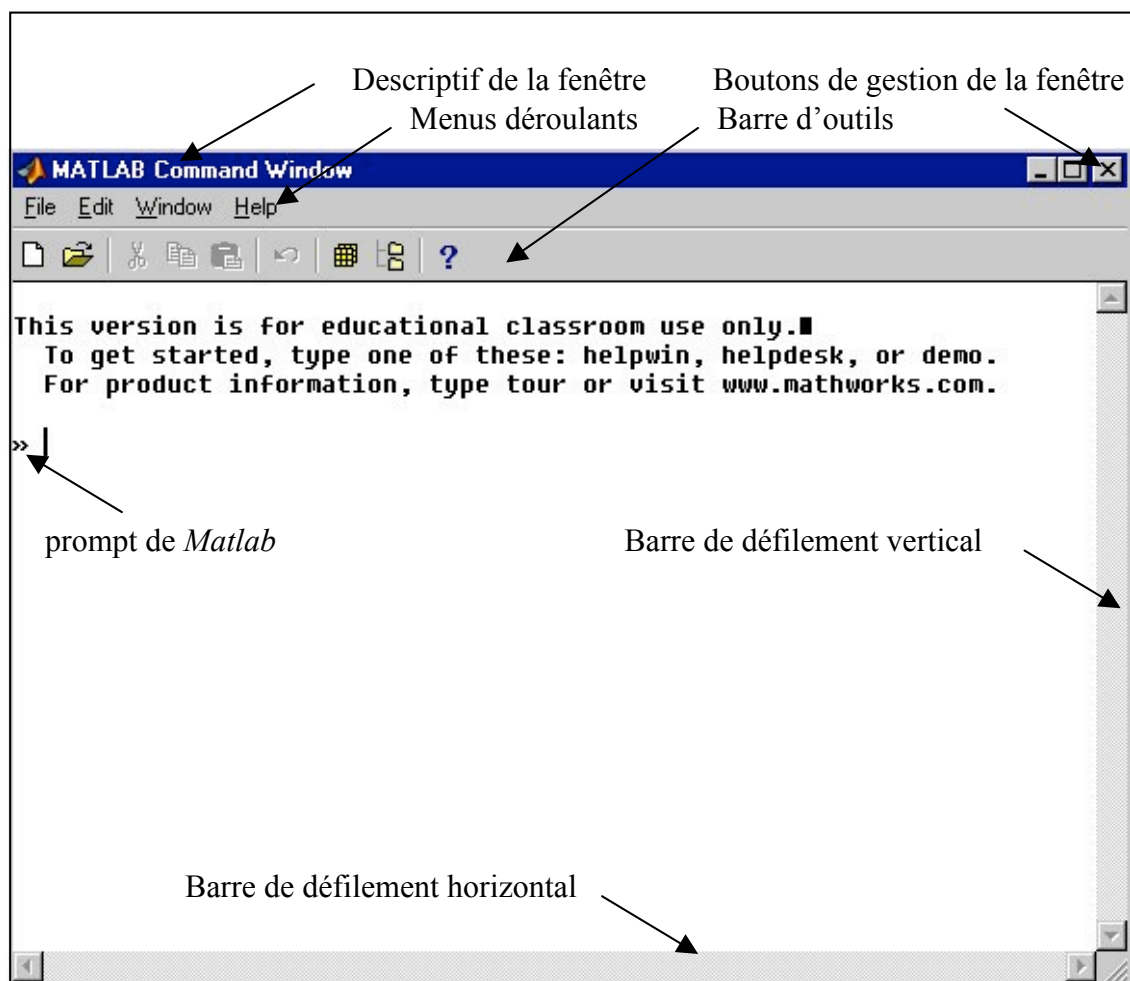 Descriptif de la fenêtre Boutons de gestion de la fenêtre
Menus déroulants Barre d’outils
MATLAB Command Window
File Edit Window Help
?
This version is for educational classroom use only.
To get started, type one of these: helpwin, helpdesk, or demo.
For product information, type tour or visit www.mathworks.com.
»
prompt de Matlab Barre de défilement vertical
Barre de défilement horizontal